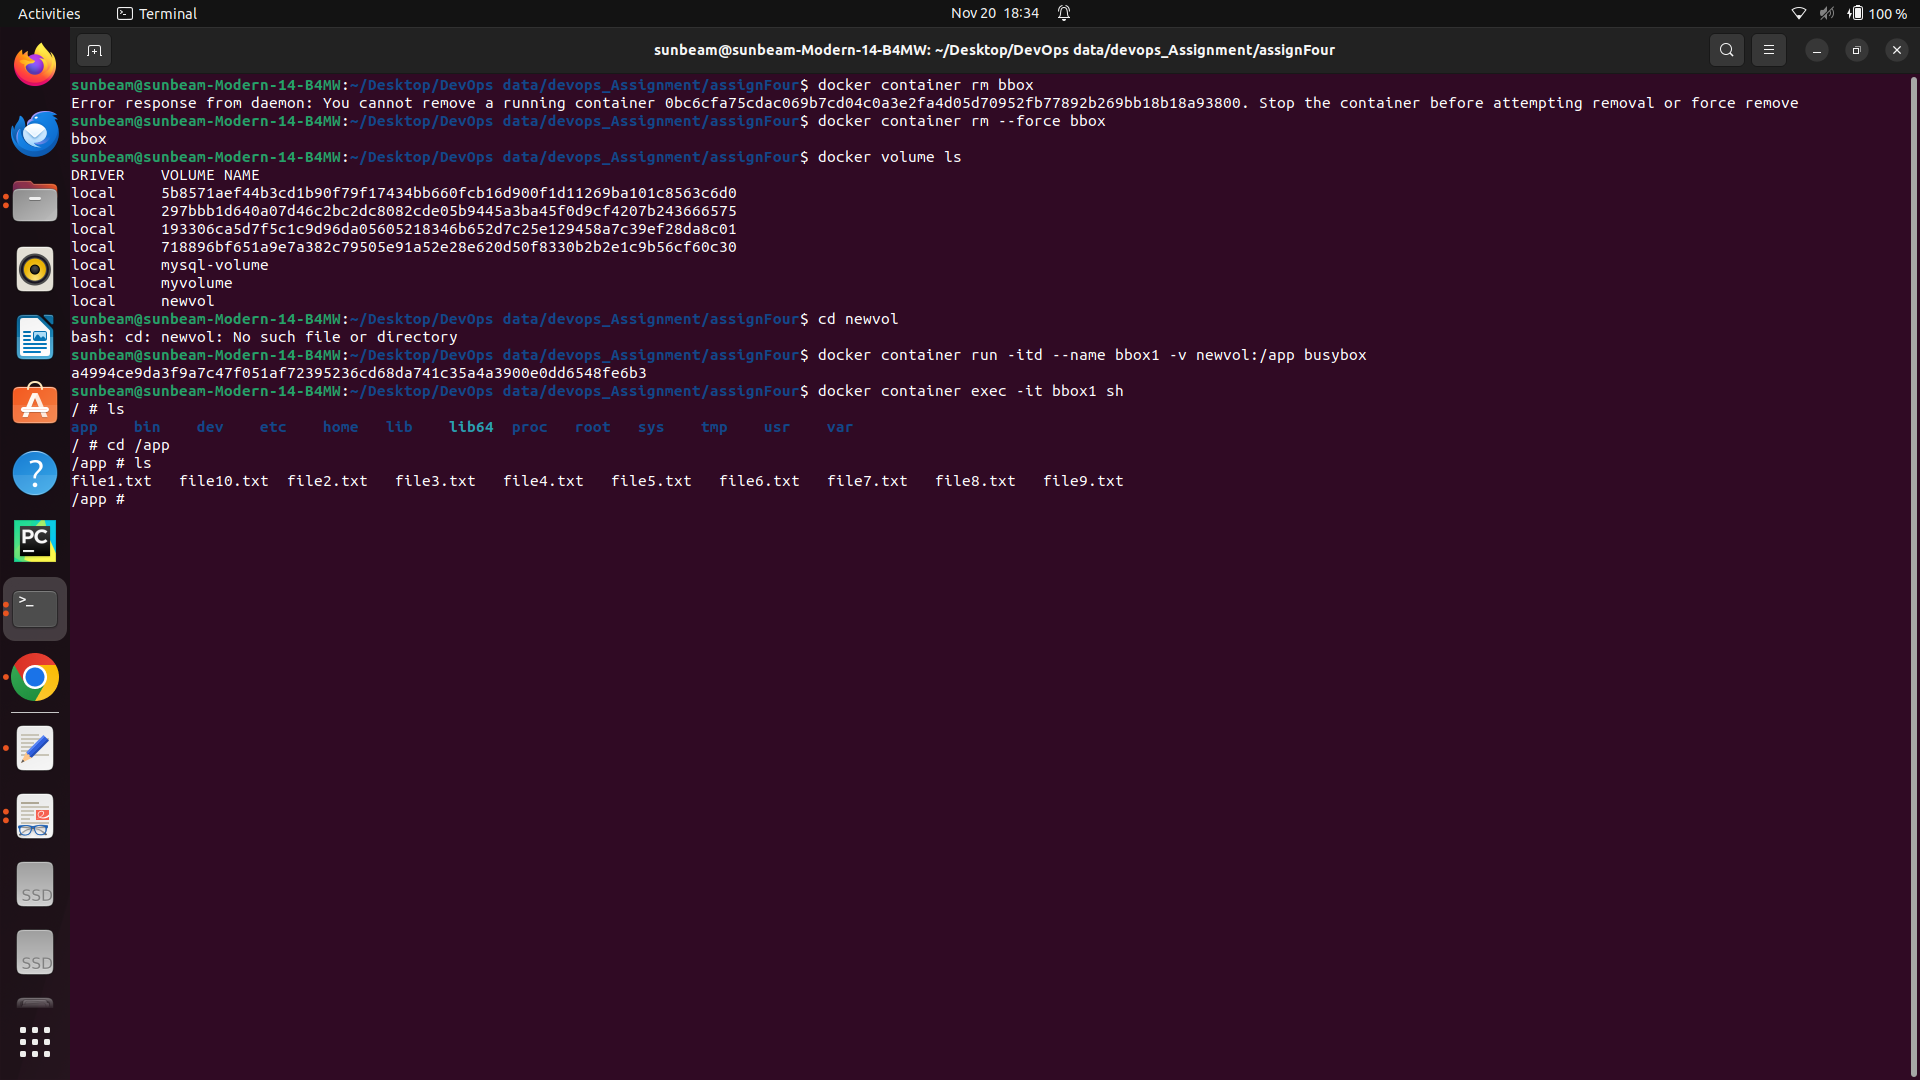 Activities Terminal Nov 20 18:34 100 %
sunbeam@sunbeam-Modern-14-B4MW: ~/Desktop/DevOps data/devops_Assignment/assignFour
sunbeam@sunbeam-Modern-14-B4MW:~/Desktop/DevOps data/devops_Assignment/assignFour$ docker container rm bbox
Error response from daemon: You cannot remove a running container 0bc6cfa75cdac069b7cd04c0a3e2fa4d05d70952fb77892b269bb18b18a93800. Stop the container before attempting removal or force remove
sunbeam@sunbeam-Modern-14-B4MW:~/Desktop/DevOps data/devops_Assignment/assignFour$ docker container rm --force bbox
bbox
sunbeam@sunbeam-Modern-14-B4MW:~/Desktop/DevOps data/devops_Assignment/assignFour$ docker volume ls
DRIVER    VOLUME NAME
local     5b8571aef44b3cd1b90f79f17434bb660fcb16d900f1d11269ba101c8563c6d0
local     297bbb1d640a07d46c2bc2dc8082cde05b9445a3ba45f0d9cf4207b243666575
local     193306ca5d7f5c1c9d96da05605218346b652d7c25e129458a7c39ef28da8c01
local     718896bf651a9e7a382c79505e91a52e28e620d50f8330b2b2e1c9b56cf60c30
local     mysql-volume
local     myvolume
local     newvol
sunbeam@sunbeam-Modern-14-B4MW:~/Desktop/DevOps data/devops_Assignment/assignFour$ cd newvol
bash: cd: newvol: No such file or directory
sunbeam@sunbeam-Modern-14-B4MW:~/Desktop/DevOps data/devops_Assignment/assignFour$ docker container run -itd --name bbox1 -v newvol:/app busybox
a4994ce9da3f9a7c47f051af72395236cd68da741c35a4a3900e0dd6548fe6b3
sunbeam@sunbeam-Modern-14-B4MW:~/Desktop/DevOps data/devops_Assignment/assignFour$ docker container exec -it bbox1 sh
/ # ls
app    bin    dev    etc    home   lib    lib64  proc   root   sys    tmp    usr    var
/ # cd /app
/app # ls
file1.txt   file10.txt  file2.txt   file3.txt   file4.txt   file5.txt   file6.txt   file7.txt   file8.txt   file9.txt
/app #
PC
SSD
SSD